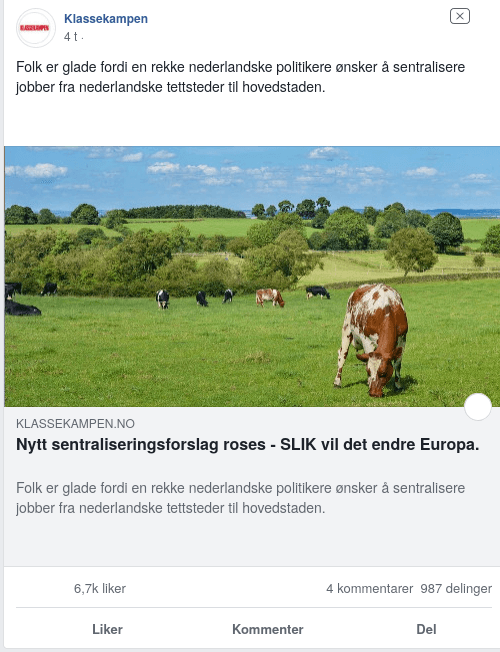 KLASSEKAMPEN
Klassekampen
4 t ·
Folk er glade fordi en rekke nederlandske politikere ønsker å sentralisere
jobber fra nederlandske tettsteder til hovedstaden.
KLASSEKAMPEN.NO
Nytt sentraliseringsforslag roses - SLIK vil det endre Europa.
Folk er glade fordi en rekke nederlandske politikere ønsker å sentralisere
jobber fra nederlandske tettsteder til hovedstaden.
6,7k liker 4 kommentarer 987 delinger
Liker Kommenter Del